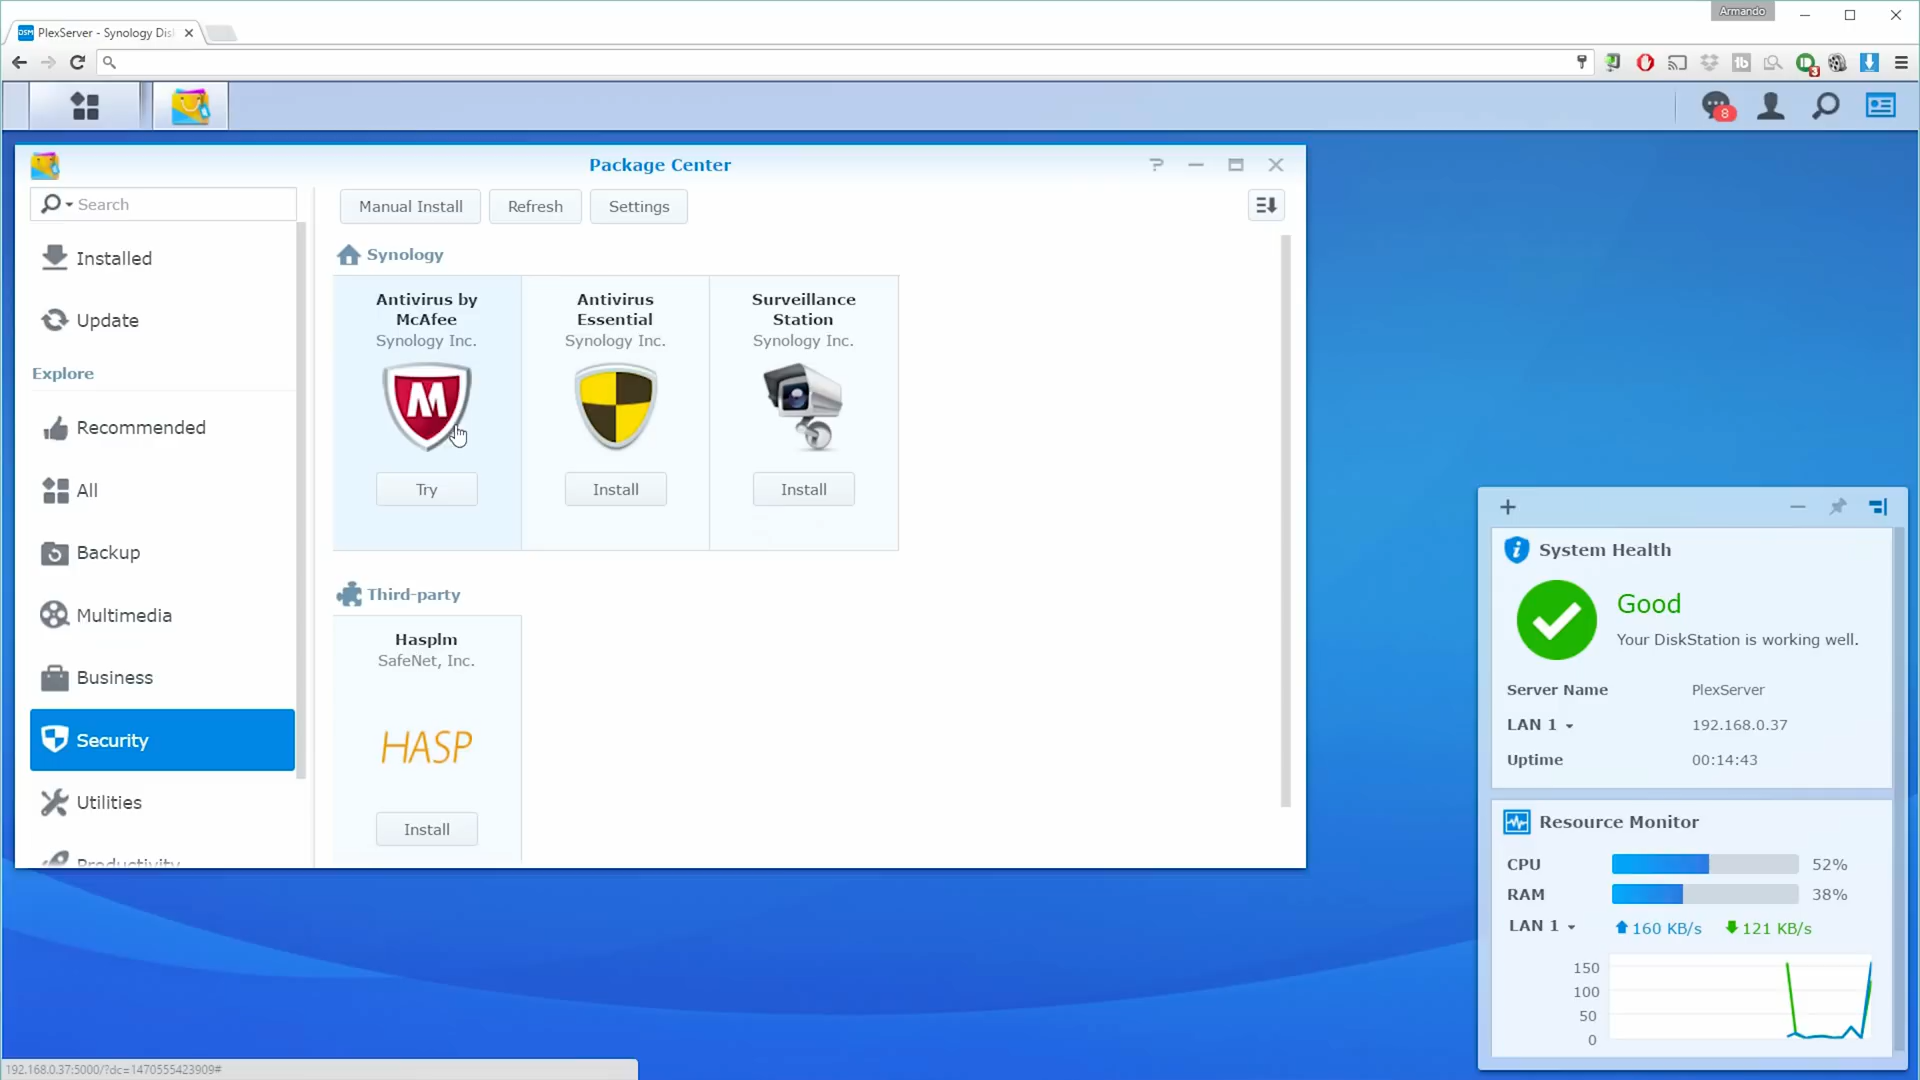 Armando
PlexServer - Synology Dis
8
Package Center
Search
Manual Install
Refresh
Settings
Installed
Update
Explore
Recommended
All
Backup
Multimedia
Business
Security
Utilities
Productivity
Synology
Antivirus by
McAfee
Synology Inc.
Try
Antivirus
Essential
Synology Inc.
Install
Surveillance
Station
Synology Inc.
Install
Third-party
Hasplm
SafeNet, Inc.
HASP
Install
System Health
Good
Your DiskStation is working well.
Server Name PlexServer
LAN 1 192.168.0.37
Uptime 00:14:43
Resource Monitor
CPU 52%
RAM 38%
LAN 1 160 KB/s 121 KB/s
150
100
50
0
192.168.0.37:5000/?dc=1470555423909#